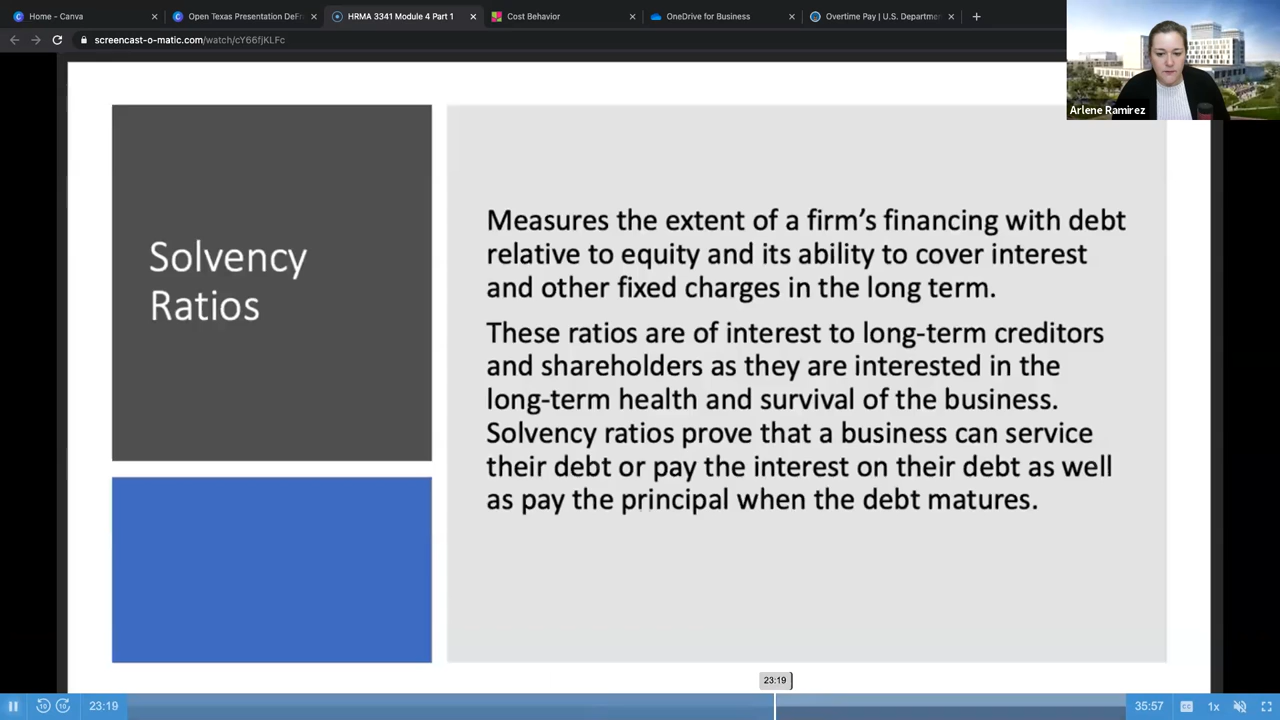 Home - Canva
Open Texas Presentation DeFr
HRMA 3341 Module 4 Part 1
Cost Behavior
OneDrive for Business
Overtime Pay | U.S. Departme
screencast-o-matic.com/watch/cY66fjKLFc
Arlene Ramirez
Solvency
Ratios
Measures the extent of a firm's financing with debt
relative to equity and its ability to cover interest
and other fixed charges in the long term.
These ratios are of interest to long-term creditors
and shareholders as they are interested in the
long-term health and survival of the business.
Solvency ratios prove that a business can service
their debt or pay the interest on their debt as well
as pay the principal when the debt matures.
23:19
10
10
23:19
35:57
CC
1x